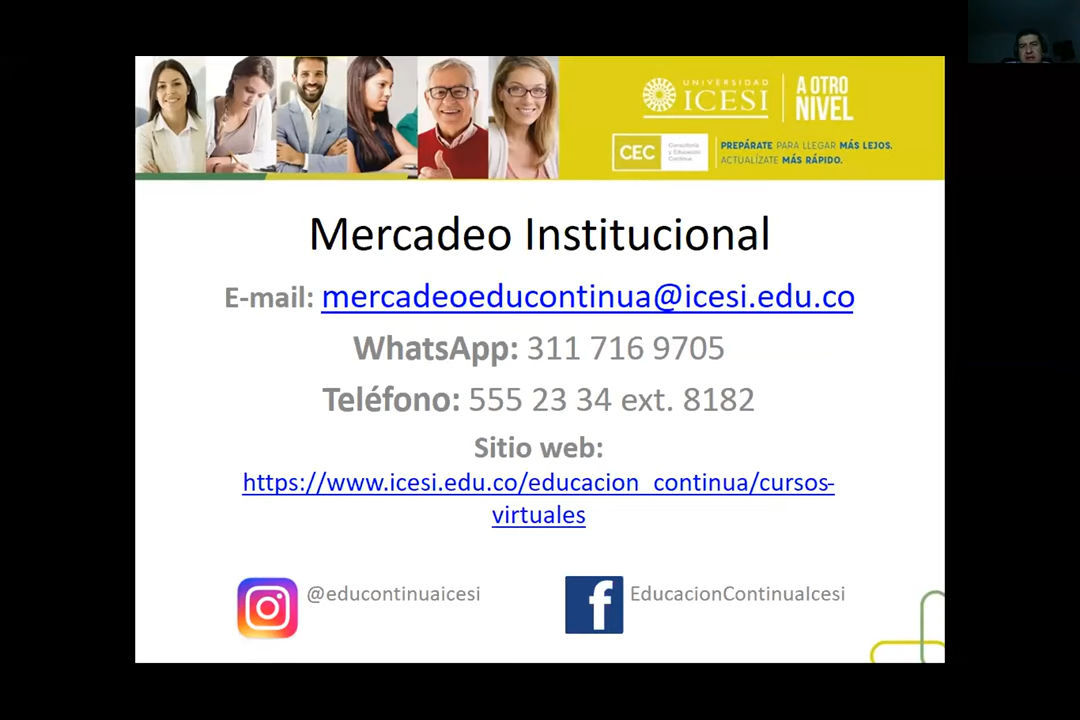 UNIVERSIDAD
ICESI
A OTRO
NIVEL
CEC
Consultoría
y Educación
Continua
PREPÁRATE PARA LLEGAR MÁS LEJOS.
ACTUALÍZATE MÁS RÁPIDO.
Mercadeo Institucional
E-mail: mercadeoeducontinua@icesi.edu.co
WhatsApp: 311 716 9705
Teléfono: 555 23 34 ext. 8182
Sitio web:
https://www.icesi.edu.co/educacion_continua/cursos-
virtuales
@educontinuaicesi
EducacionContinuaIcesi